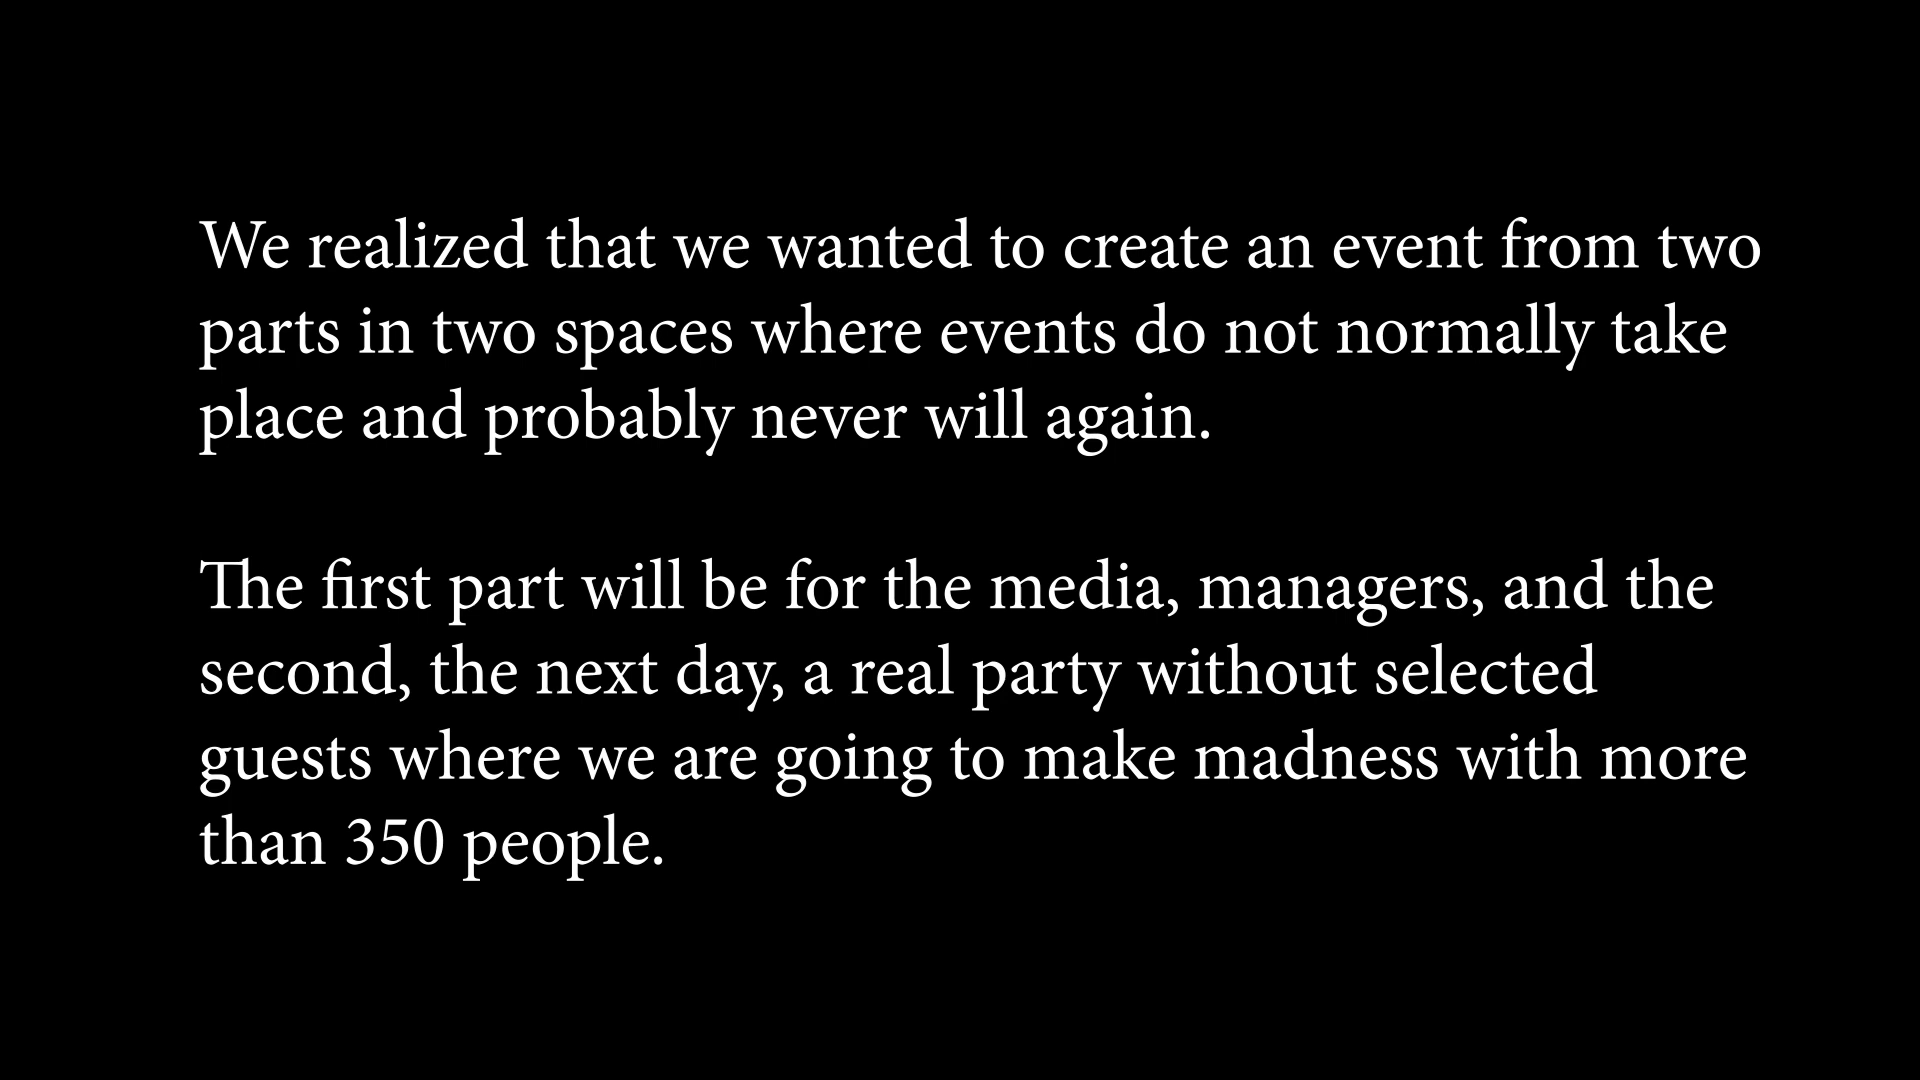 We realized that we wanted to create an event from two
parts in two spaces where events do not normally take
place and probably never will again.
The first part will be for the media, managers, and the
second, the next day, a real party without selected
guests where we are going to make madness with more
than 350 people.